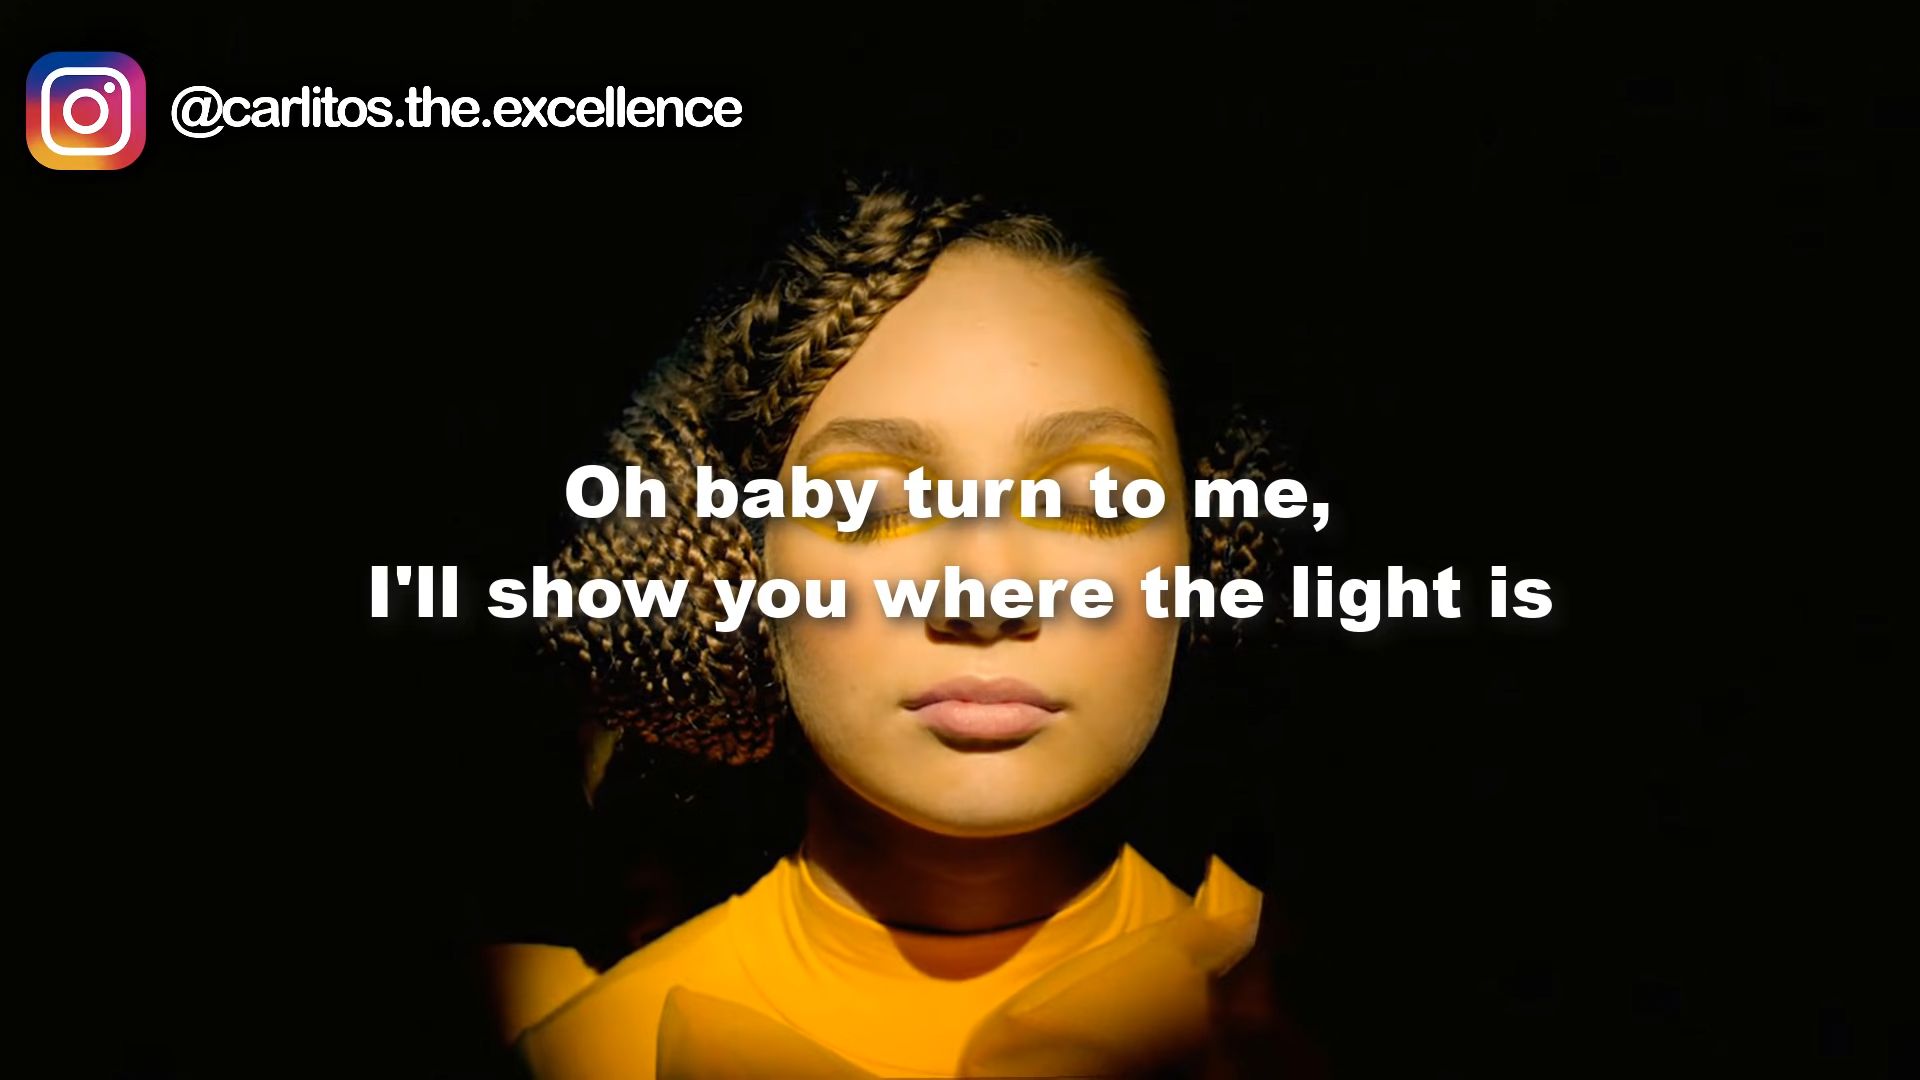 @carlitos.the.excellence
Oh baby turn to me,
I'll show you where the light is